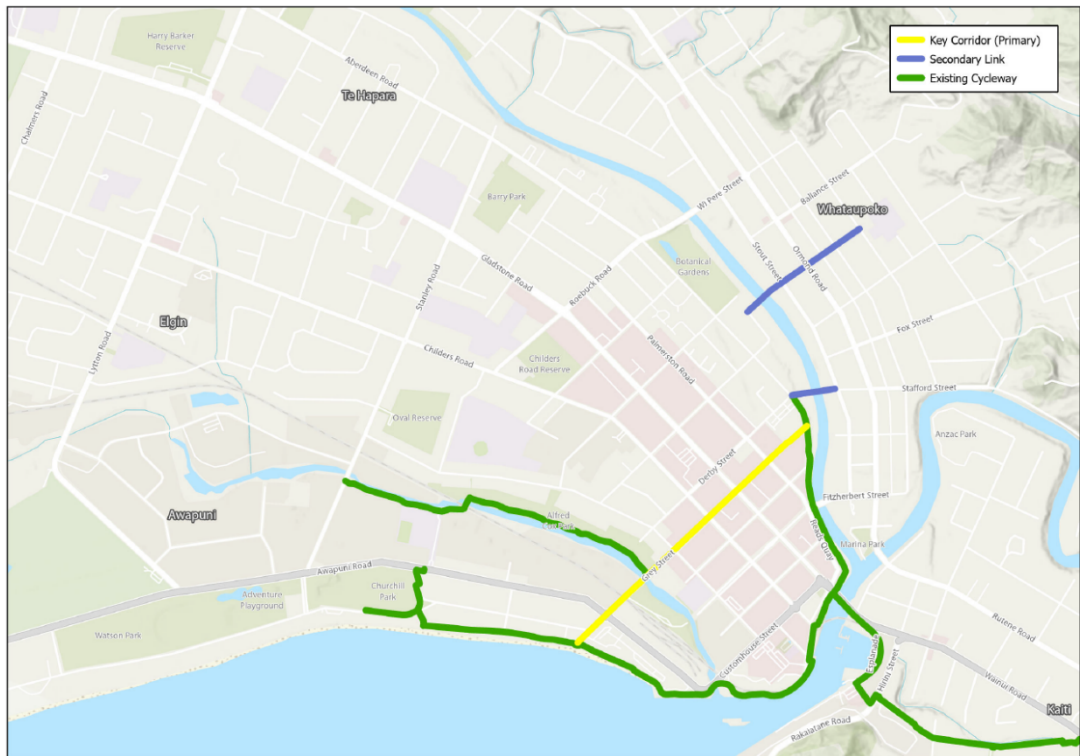 Key Corridor (Primary)
Secondary Link
Existing Cycleway
Harry Barker
Reserve
Aberdeen Road
Te Hapara
Chalmers Road
Barry Park
Wi Pere Street
Ballance Street
Whataupoko
Botanical
Gardens
Stout Street
Ormond Road
Gladstone Road
Roebuck Road
Stanley Road
Elgin
Lytton Road
Childers Road
Childers
Road Reserve
Palmerston Road
Fox Street
Oval Reserve
Stafford Street
Anzac Park
Derby Street
Fitzherbert Street
Awapuni
Alfred
Grey Street
Reads Quay
Marina Park
Awapuni Road
Churchill
Park
Adventure
Playground
Watson Park
Customhouse Street
Rutene Road
Esplanade
Hirini Street
Wainui Road
Kaiti
Rakaiatane Road